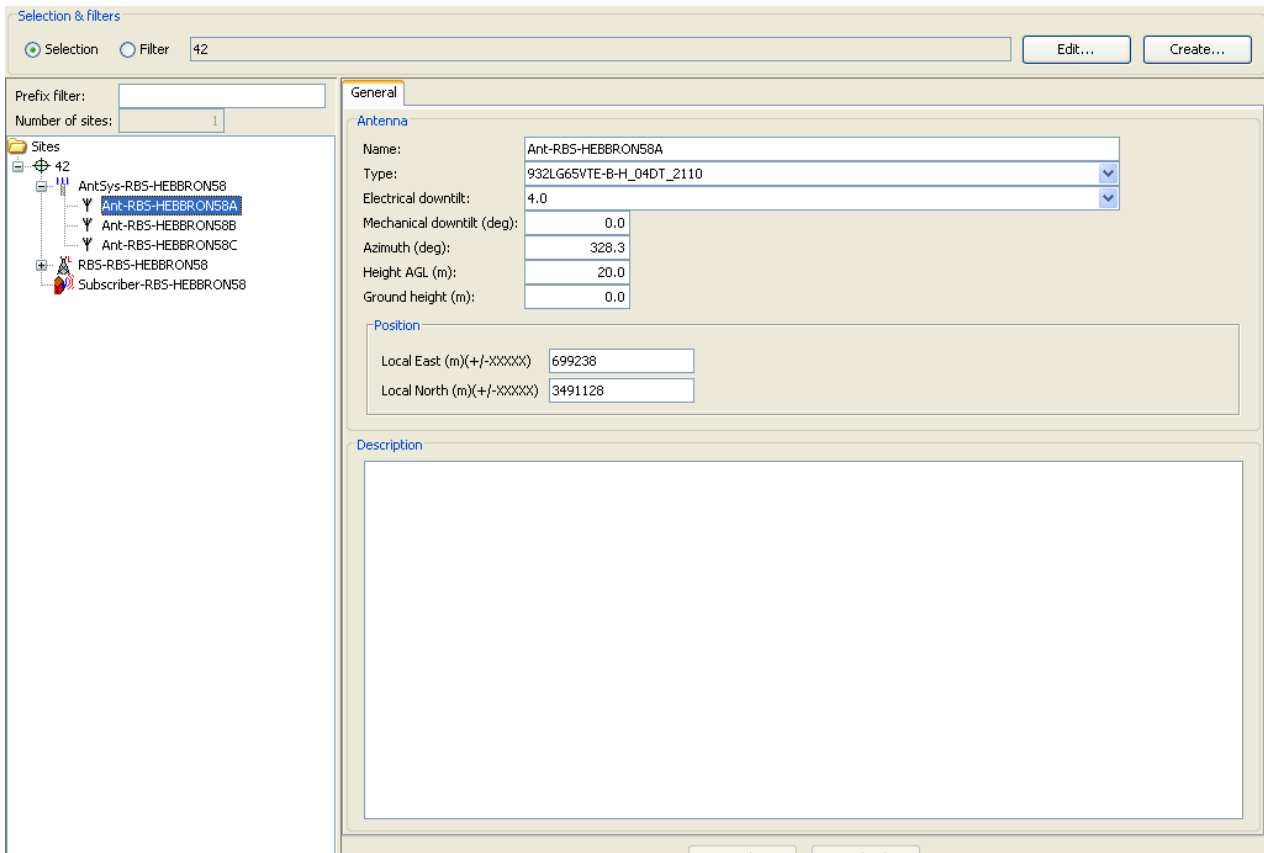 Selection & filters
Selection Filter 42 Edit... Create...
Prefix filter:
Number of sites: 1
Sites
42
AntSys-RBS-HEBBRON58
Ant-RBS-HEBBRON58A
Ant-RBS-HEBBRON58B
Ant-RBS-HEBBRON58C
RBS-RBS-HEBBRON58
Subscriber-RBS-HEBBRON58
General
Antenna
Name: Ant-RBS-HEBBRON58A
Type: 932LG65VTE-B-H_04DT_2110
Electrical downtilt: 4.0
Mechanical downtilt (deg): 0.0
Azimuth (deg): 328.3
Height AGL (m): 20.0
Ground height (m): 0.0
Position
Local East (m)(+/-XXXXX) 699238
Local North (m)(+/-XXXXX) 3491128
Description